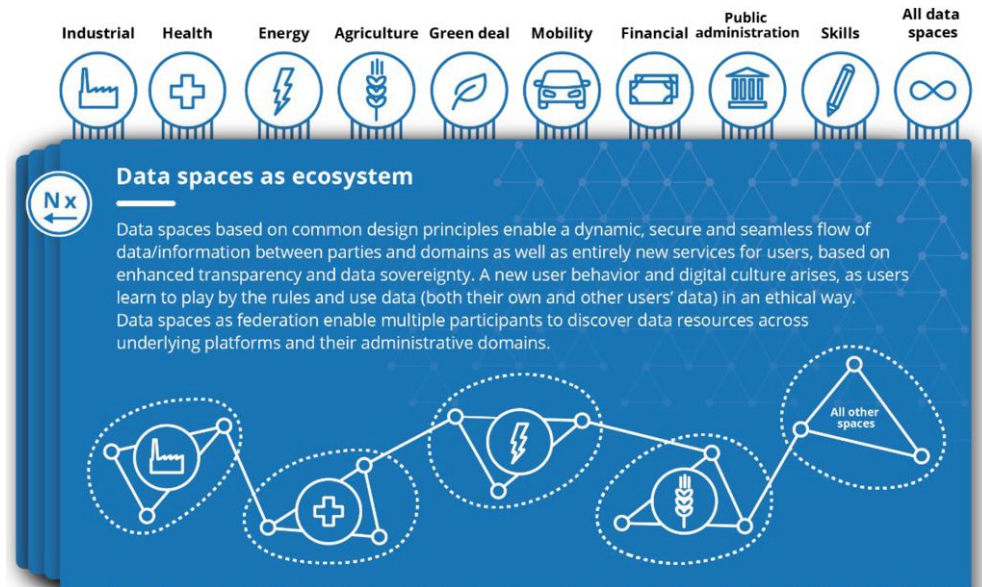 Industrial
Health
Energy
Agriculture
Green deal
Mobility
Financial
Public
administration
Skills
All data
spaces
Nx
Data spaces as ecosystem
Data spaces based on common design principles enable a dynamic, secure and seamless flow of
data/information between parties and domains as well as entirely new services for users, based on
enhanced transparency and data sovereignty. A new user behavior and digital culture arises, as users
learn to play by the rules and use data (both their own and other users’ data) in an ethical way.
Data spaces as federation enable multiple participants to discover data resources across
underlying platforms and their administrative domains.
All other
spaces